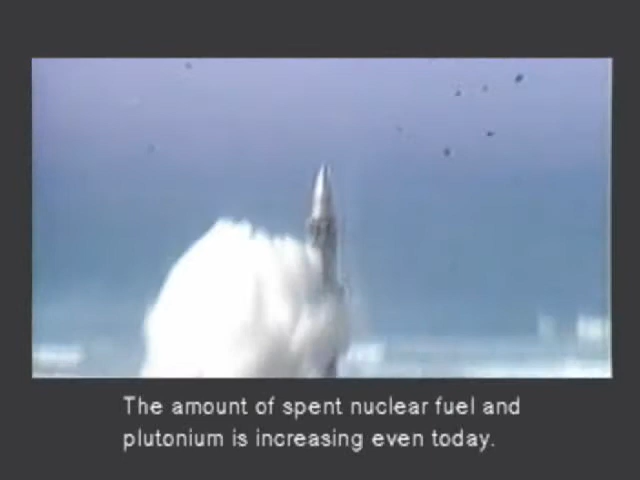 The amount of spent nuclear fuel and
plutonium is increasing even today.